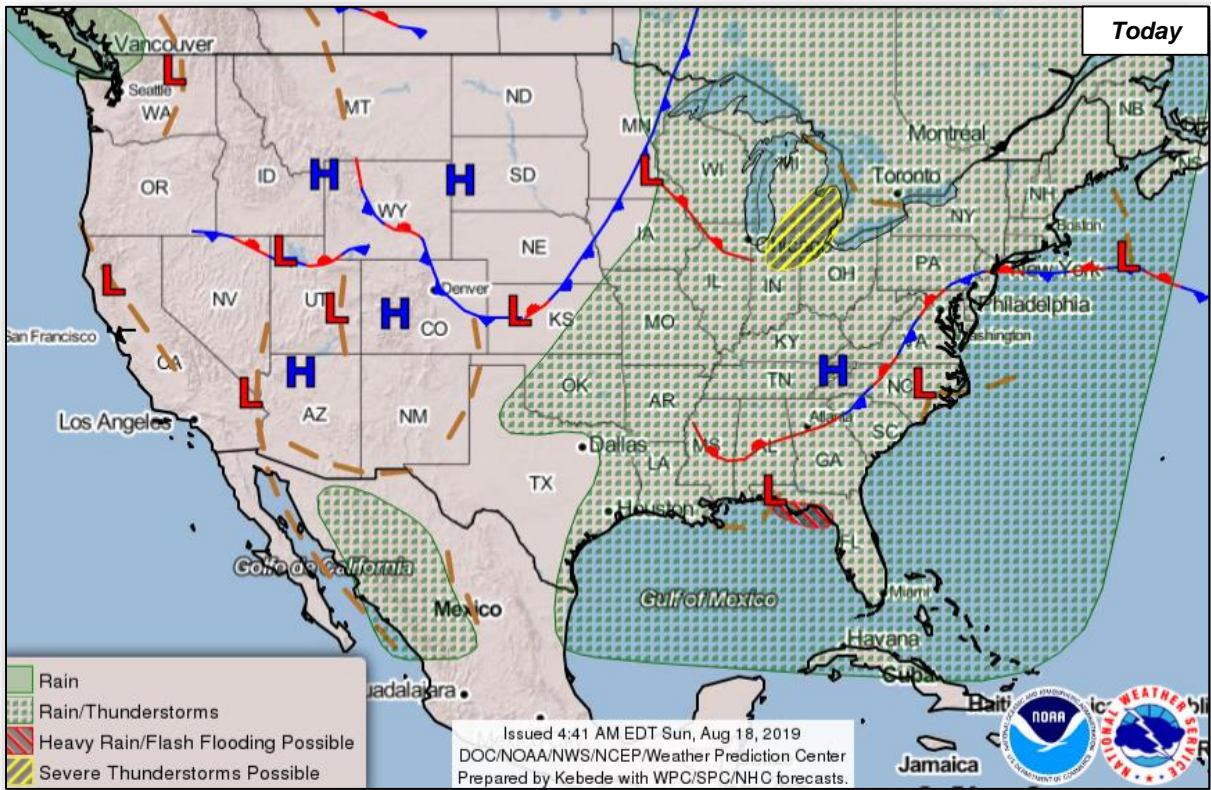 Today
Vancouver
L
Seattle
WA
MT
ND
MN
NB
Montreal
OR
ID
H
H
SD
L
WI
MI
Toronto
NS
NH
WY
NY
Boston
NE
IA
L
NV
L
UT
L
Denver
H
CO
L
KS
IL
IN
OH
PA
New York
L
Philadelphia
San Francisco
CA
MO
KY
VA
Washington
L
H
AZ
NM
OK
AR
TN
H
NC
L
Los Angeles
Atlanta
SC
Dallas
MS
AL
GA
LA
TX
Houston
L
FL
Golfo de California
Mexico
Gulf of Mexico
Miami
Havana
Cuba
Guadalajara
Haiti
Jamaica
Rain
Rain/Thunderstorms
Heavy Rain/Flash Flooding Possible
Severe Thunderstorms Possible
Issued 4:41 AM EDT Sun, Aug 18, 2019
DOC/NOAA/NWS/NCEP/Weather Prediction Center
Prepared by Kebede with WPC/SPC/NHC forecasts.
NOAA
NATIONAL WEATHER SERVICE